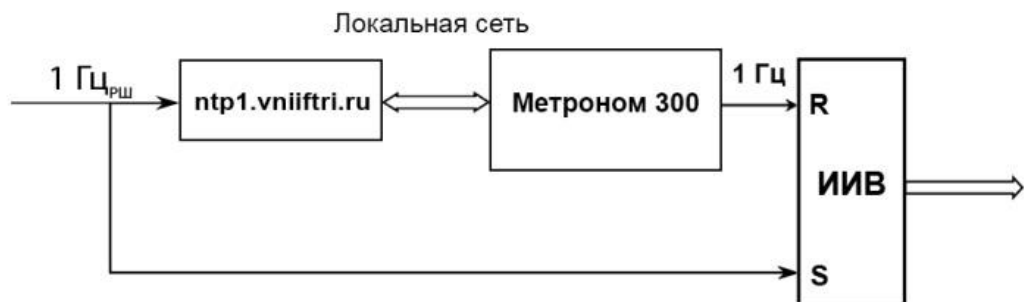 Локальная сеть
1 Гц
1 ГцРШ
ntp1.vniiftri.ru
Метроном 300
R
ИИВ
S